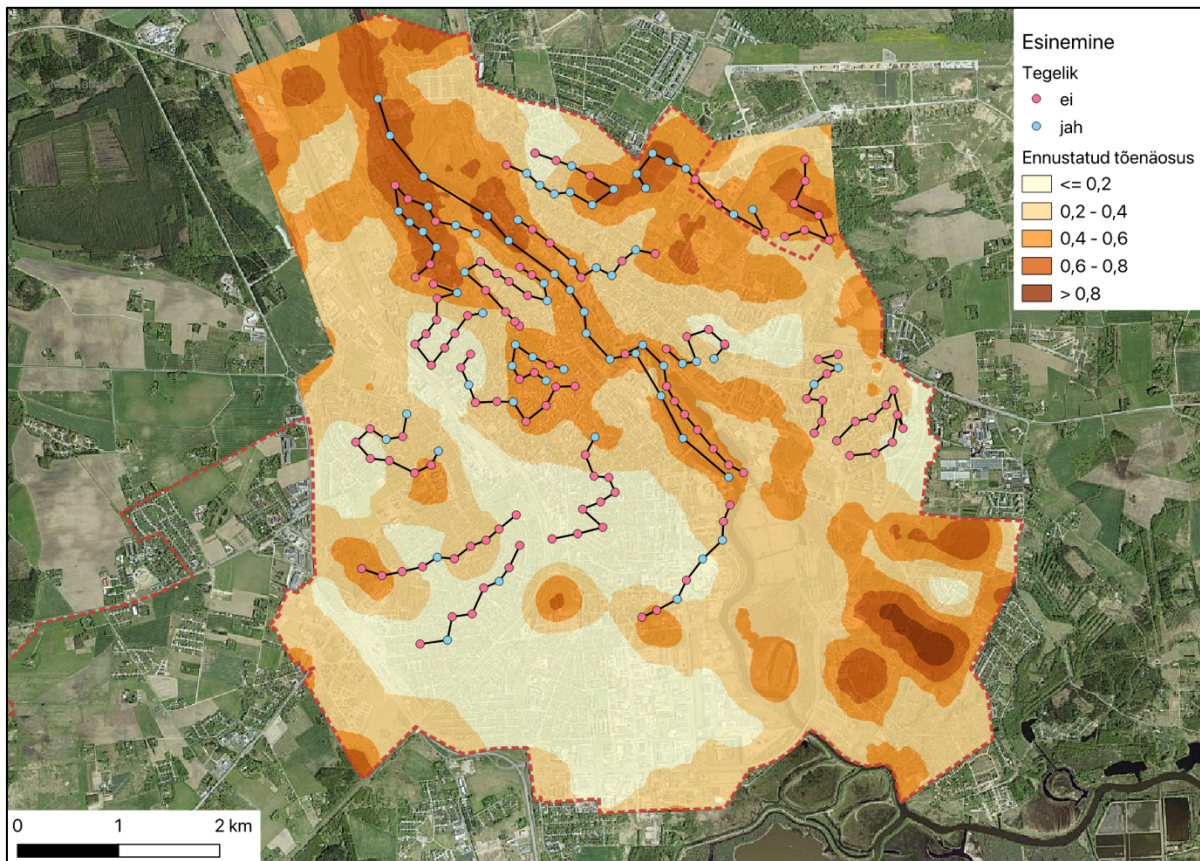 Esinemine
Tegelik
ei
jah
Ennustatud tõenäosus
<= 0,2
0,2 - 0,4
0,4 - 0,6
0,6 - 0,8
> 0,8
0 1 2 km